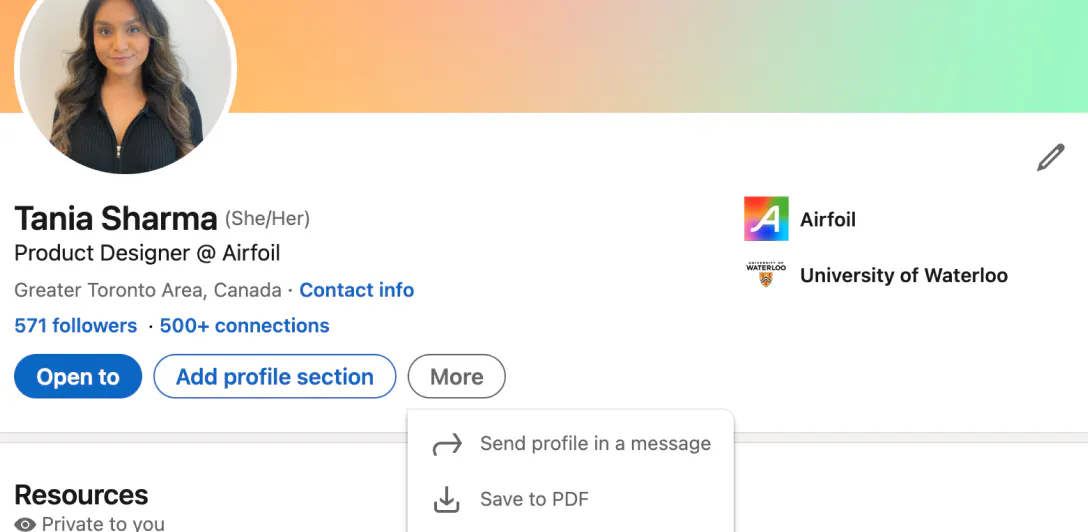 Tania Sharma (She/Her)
Product Designer @ Airfoil
Greater Toronto Area, Canada · Contact info
571 followers · 500+ connections
Open to
Add profile section
More
A
Airfoil
UNIVERSITY OF
WATERLOO
University of Waterloo
Send profile in a message
Save to PDF
Resources
Private to you